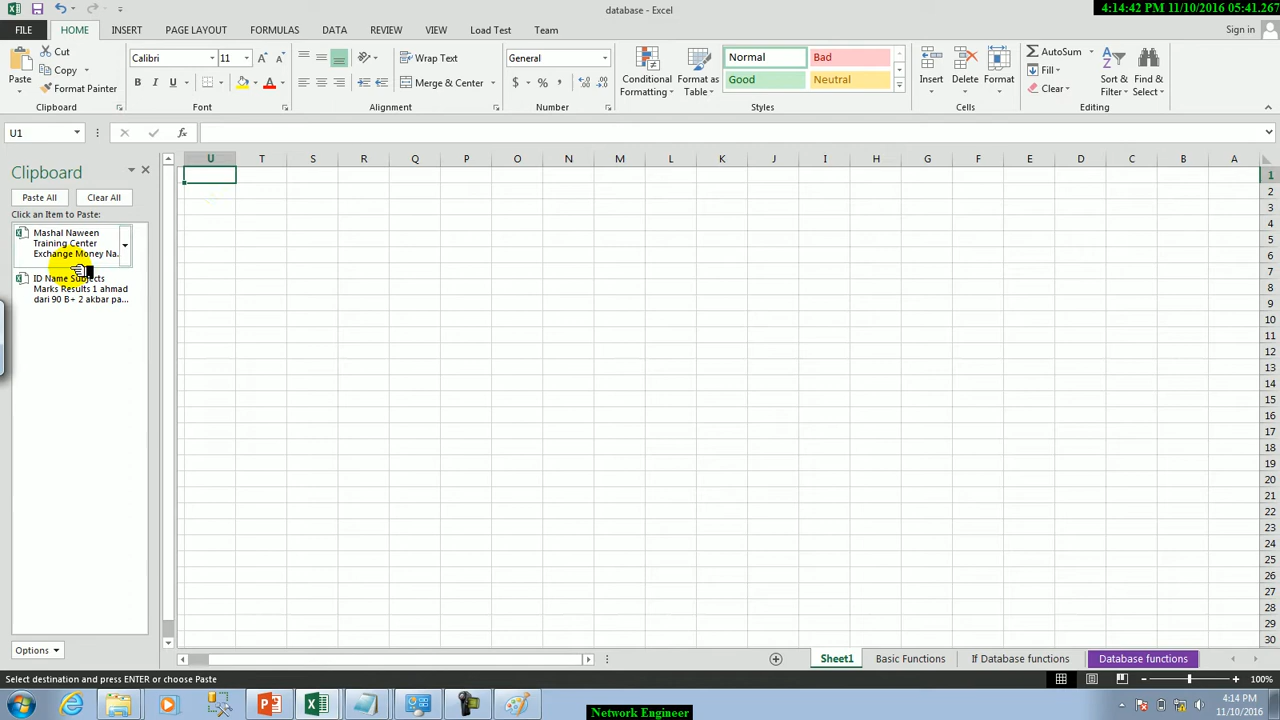 database - Excel
4:14:42 PM 11/10/2016 05:41.267
FILE HOME INSERT PAGE LAYOUT FORMULAS DATA REVIEW VIEW Load Test Team
Sign in
Paste
Cut
Copy
Format Painter
Clipboard
Calibri 11
B I U
Font
Wrap Text
Merge & Center
Alignment
General
$ % ,
Number
Conditional Formatting
Format as Table
Normal Bad
Good Neutral
Styles
Insert Delete Format
Cells
AutoSum
Fill
Clear
Sort & Filter
Find & Select
Editing
U1
fx
Clipboard
Paste All Clear All
Click an Item to Paste:
Mashal Naween
Training Center
Exchange Money Na...
ID Name Subjects
Marks Results 1 ahmad
dari 90 B+ 2 akbar pa...
Options
U T S R Q P O N M L K J I H G F E D C B A
1
2
3
4
5
6
7
8
9
10
11
12
13
14
15
16
17
18
19
20
21
22
23
24
25
26
27
28
29
30
Sheet1 Basic Functions If Database functions Database functions
Select destination and press ENTER or choose Paste
100%
Network Engineer
4:14 PM
11/10/2016